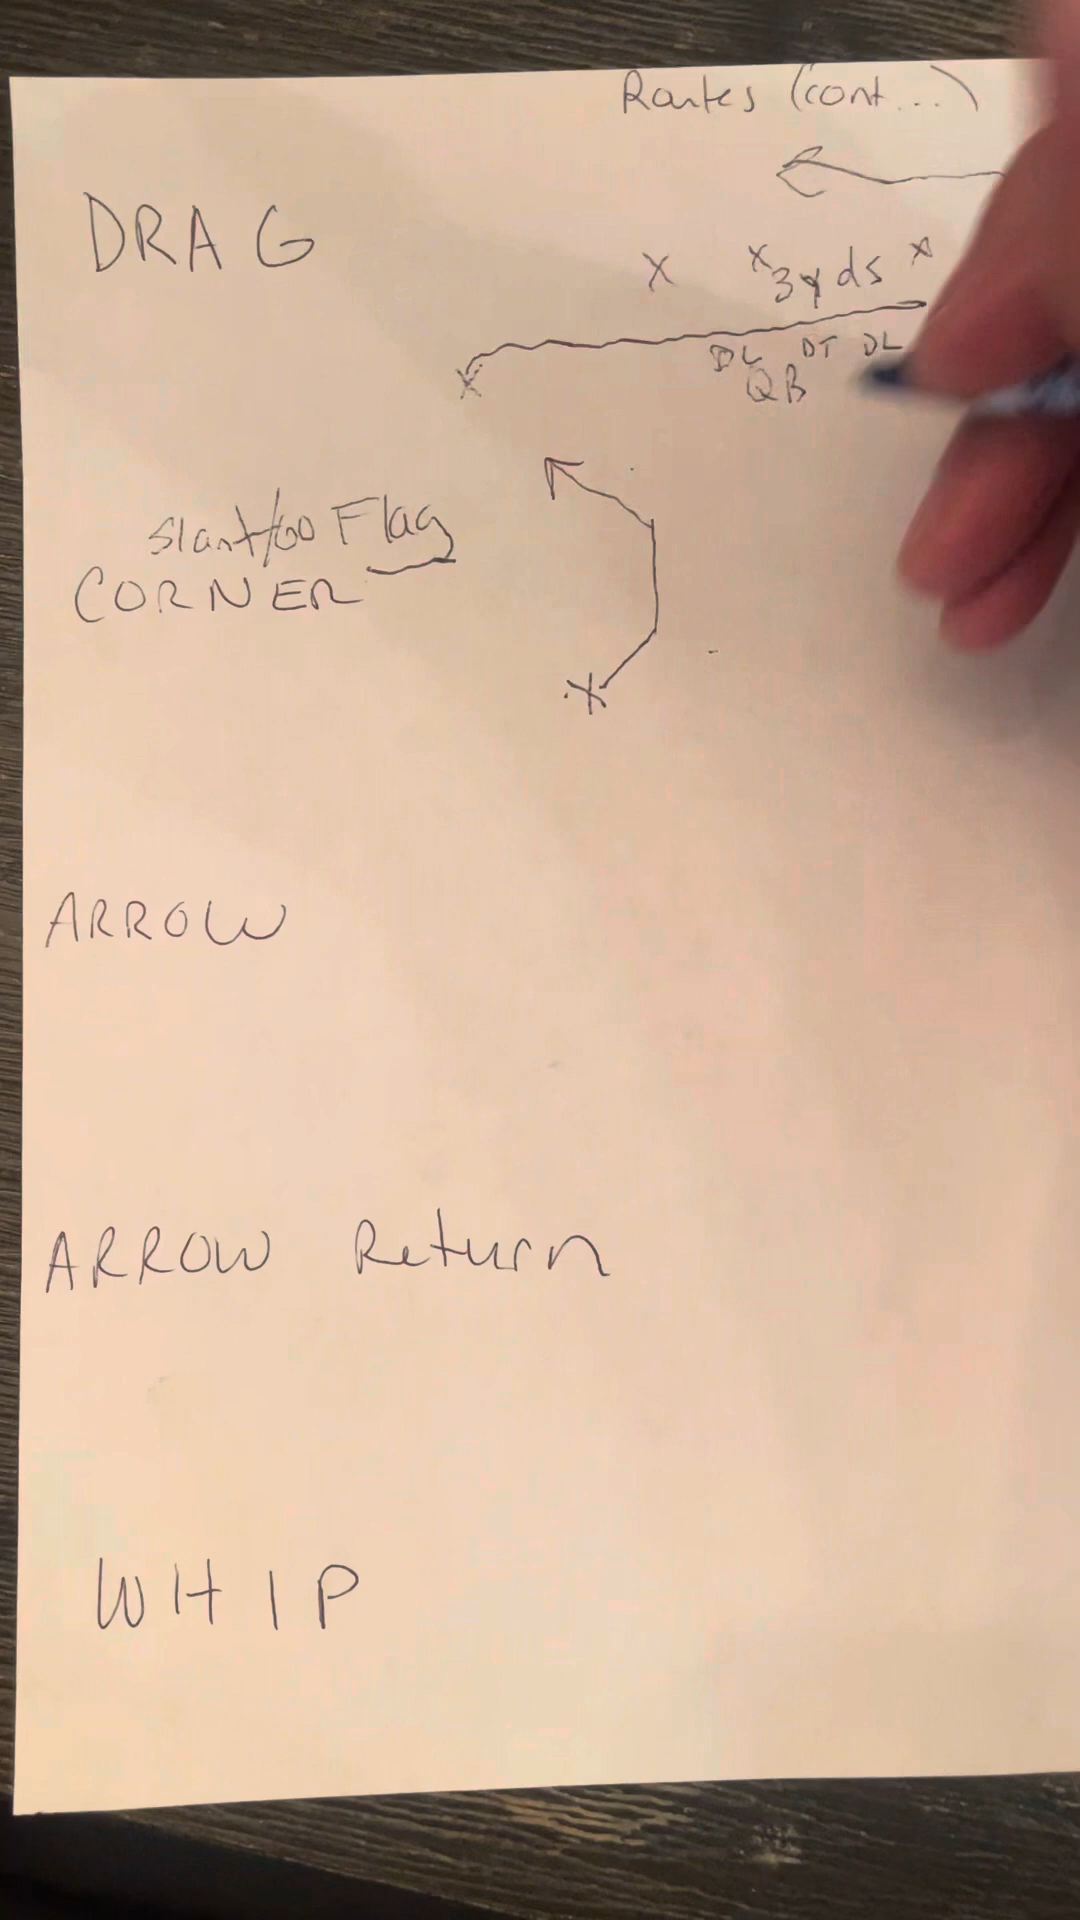 Routes (cont...)
DRAG
X X X
3yds
DL DT DL
X QB
Slant/Go Flag
CORNER
X
ARROW
ARROW Return
WHIP